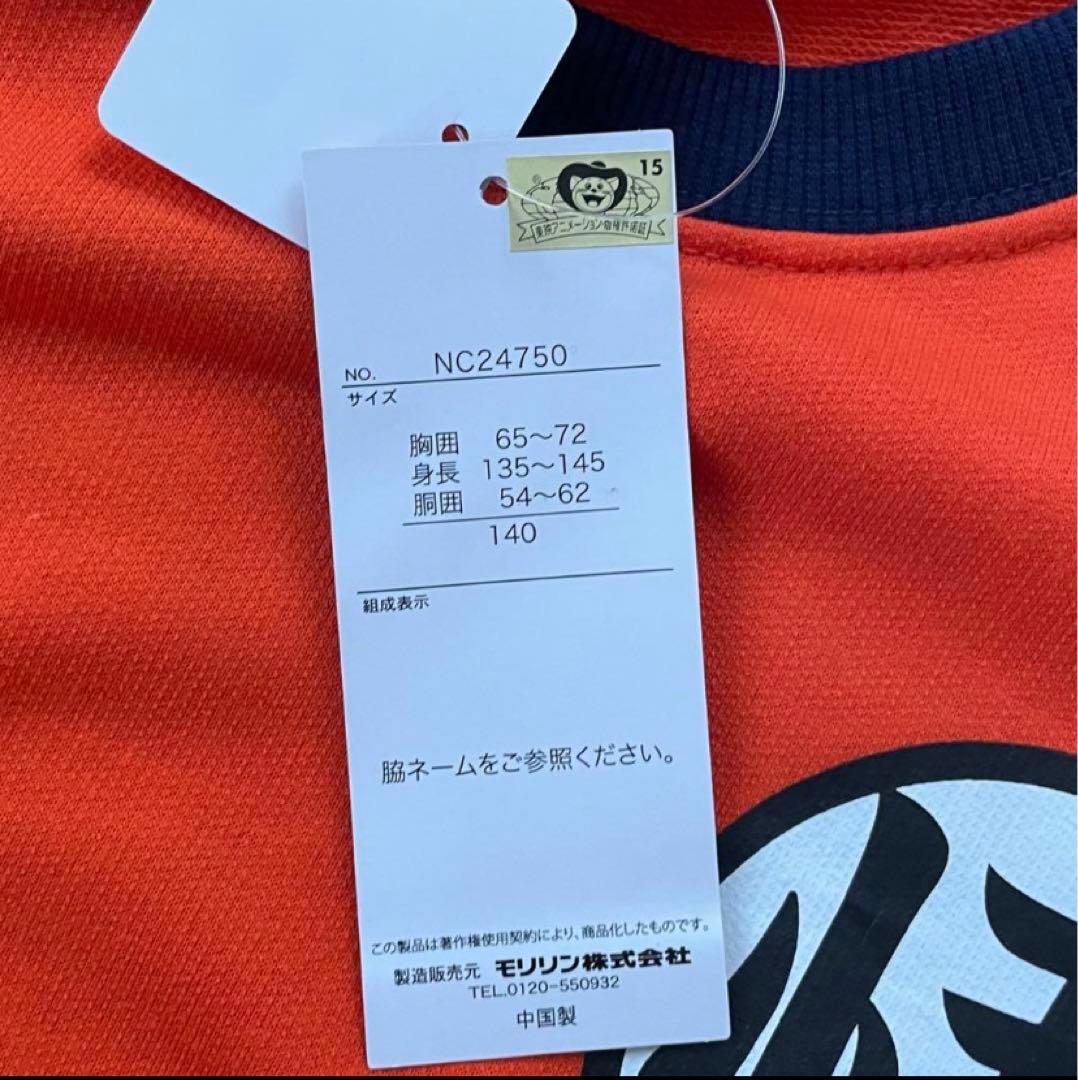 15
東映アニメーション・版権許諾証
NO. NC24750
サイズ
胸囲 65〜72
身長 135〜145
胴囲 54〜62
140
組成表示
脇ネームをご参照ください。
この製品は著作権使用契約により、商品化したものです。
製造販売元 モリリン株式会社
TEL.0120-550932
中国製